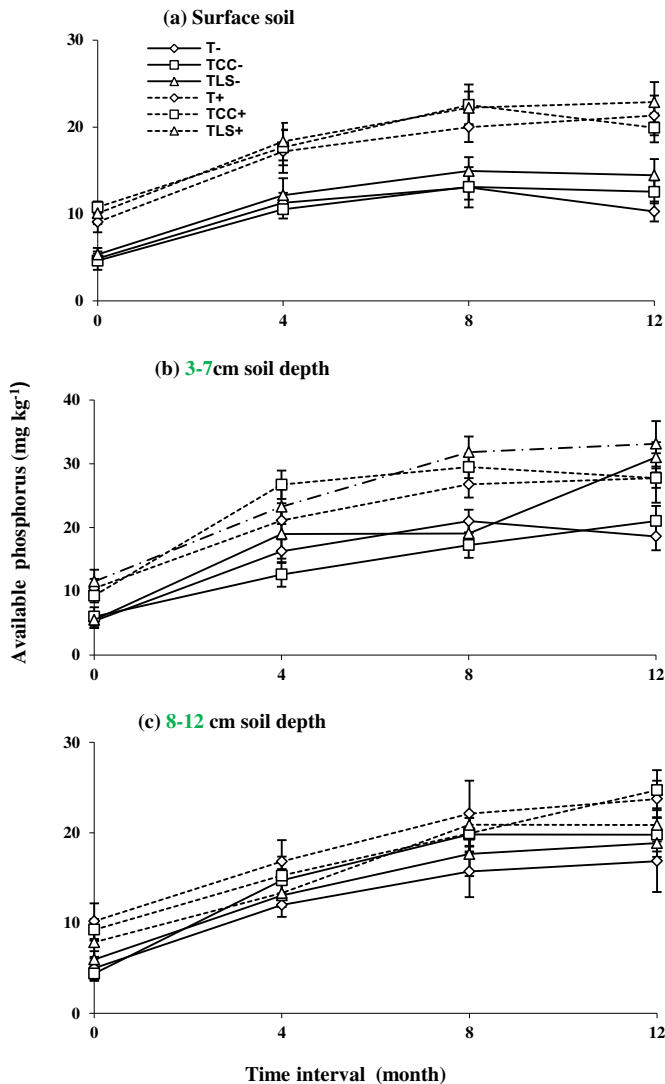 (a) Surface soil
30
20
10
0
0 4 8 12
T-
TCC-
TLS-
T+
TCC+
TLS+
(b) 3-7cm soil depth
40
30
20
10
0
0 4 8 12
Available phosphorus (mg kg⁻¹)
(c) 8-12 cm soil depth
30
20
10
0
0 4 8 12
Time interval (month)